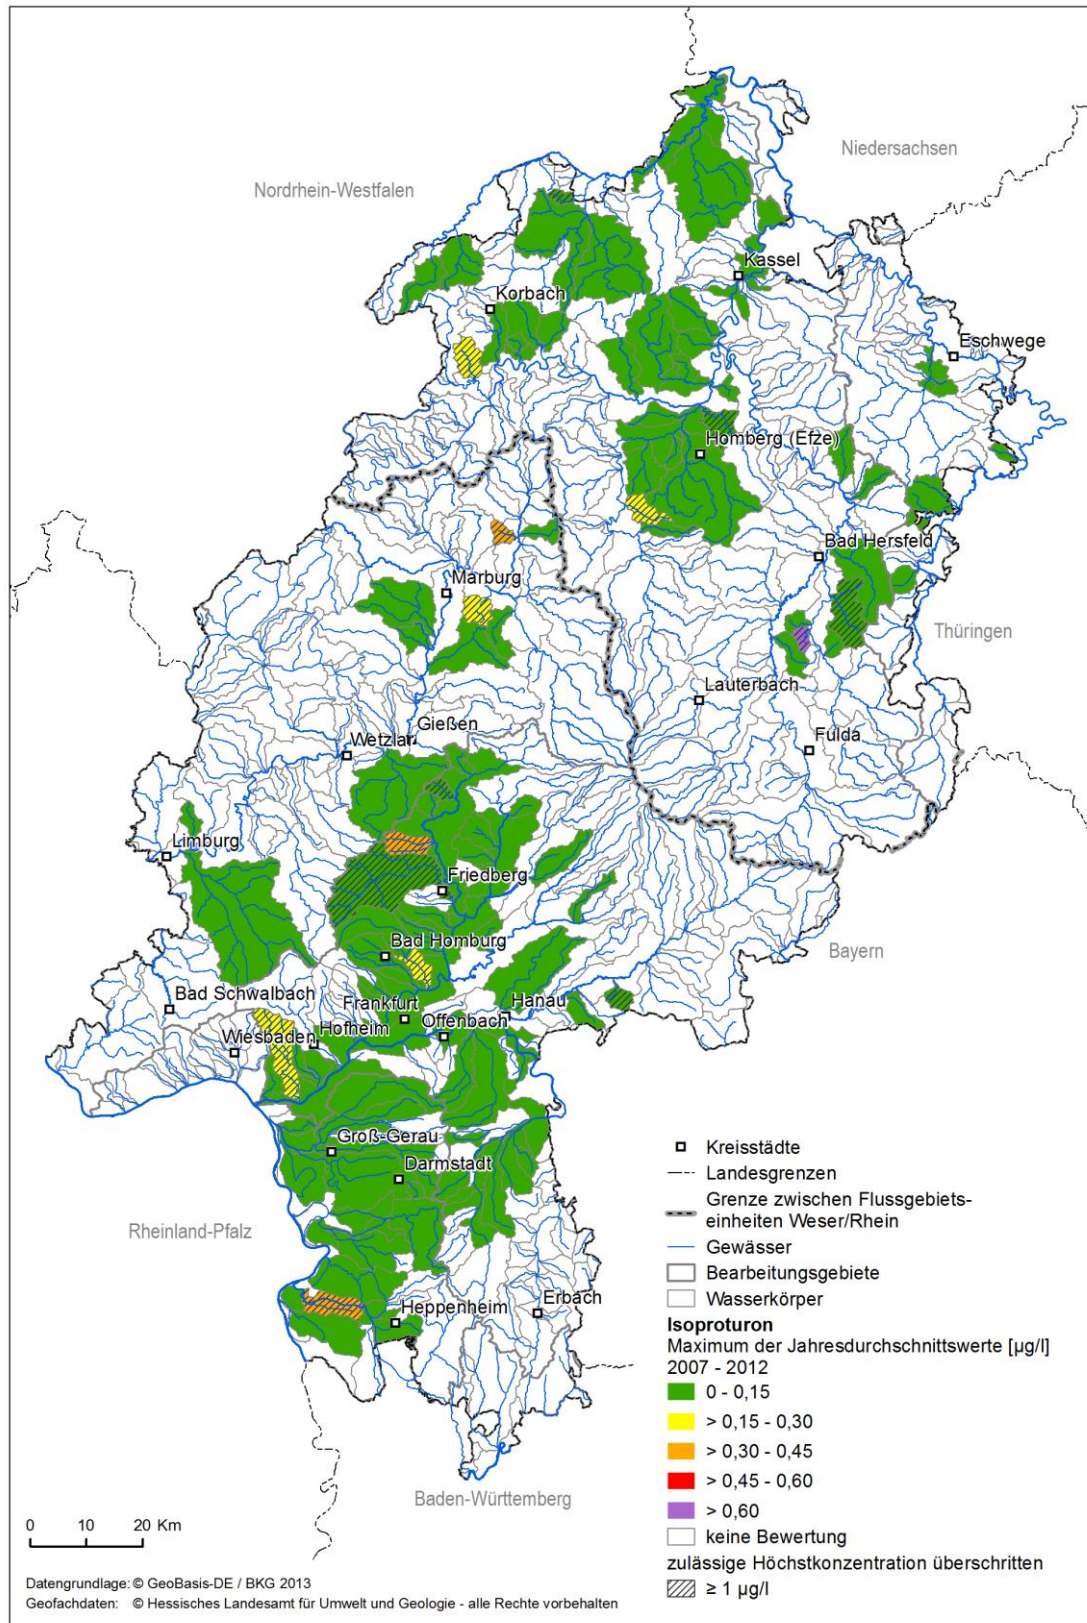 Niedersachsen
Nordrhein-Westfalen
Kassel
Korbach
Eschwege
Homberg (Efze)
Bad Hersfeld
Marburg
Thüringen
Lauterbach
Gießen
Wetzlar
Fulda
Limburg
Friedberg
Bad Homburg
Bayern
Bad Schwalbach
Frankfurt
Hanau
Hofheim
Offenbach
Wiesbaden
Groß-Gerau
Darmstadt
Rheinland-Pfalz
Heppenheim
Erbach
Baden-Württemberg
Kreisstädte
Landesgrenzen
Grenze zwischen Flussgebiets-
einheiten Weser/Rhein
Gewässer
Bearbeitungsgebiete
Wasserkörper
Isoproturon
Maximum der Jahresdurchschnittswerte [µg/l]
2007 - 2012
0 - 0,15
> 0,15 - 0,30
> 0,30 - 0,45
> 0,45 - 0,60
> 0,60
keine Bewertung
zulässige Höchstkonzentration überschritten
≥ 1 µg/l
0 10 20 Km
Datengrundlage: © GeoBasis-DE / BKG 2013
Geofachdaten: © Hessisches Landesamt für Umwelt und Geologie - alle Rechte vorbehalten